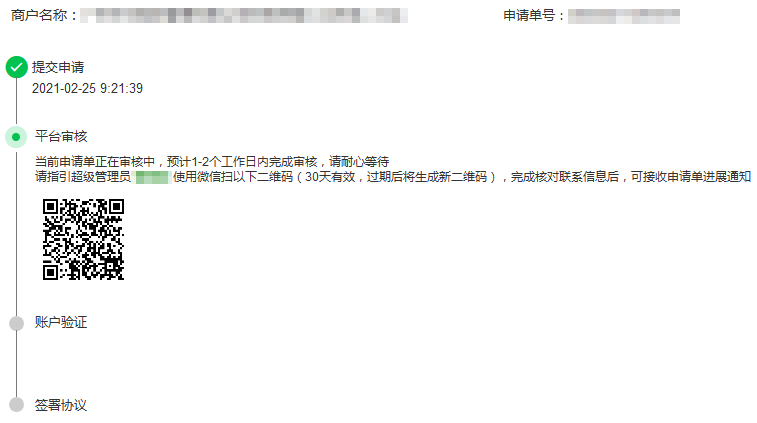 商户名称：
申请单号：
提交申请
2021-02-25 9:21:39
平台审核
当前申请单正在审核中，预计1-2个工作日内完成审核，请耐心等待
请指引超级管理员 使用微信扫以下二维码（30天有效，过期后将生成新二维码），完成核对联系信息后，可接收申请单进展通知
账户验证
签署协议